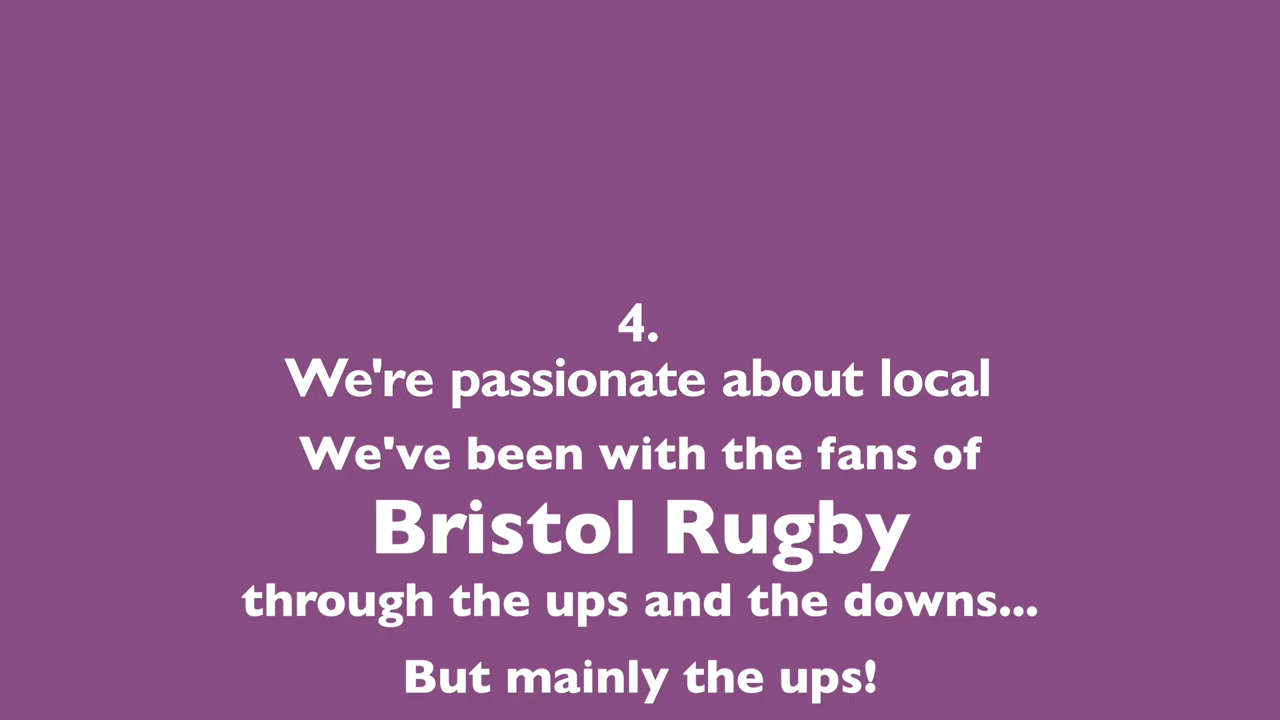 4.
We're passionate about local
We've been with the fans of
Bristol Rugby
through the ups and the downs...
But mainly the ups!